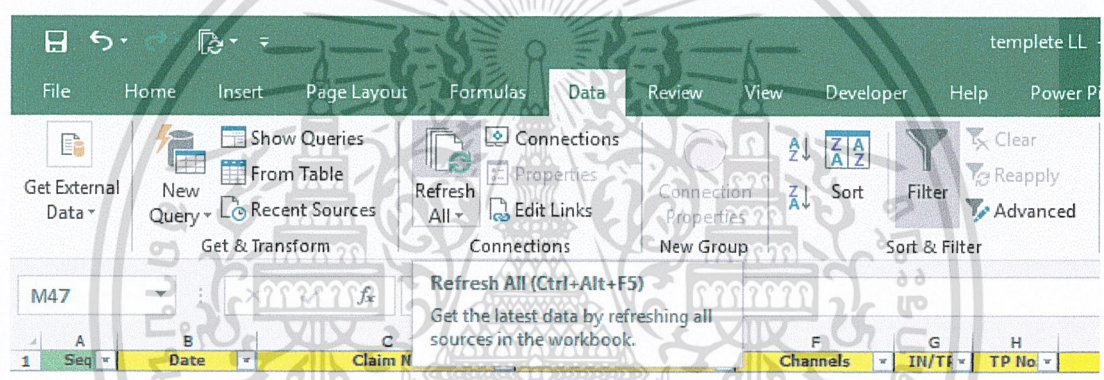 templete LL -
File Home Insert Page Layout Formulas Data Review View Developer Help Power Pi
Get External Data
New Query
Show Queries
From Table
Recent Sources
Get & Transform
Refresh All
Connections
Properties
Edit Links
Connections
Connection Properties
New Group
A Z
Z A
Z A A Z
Sort
Filter
Clear
Reapply
Advanced
Sort & Filter
M47
fx
Refresh All (Ctrl+Alt+F5)
Get the latest data by refreshing all
sources in the workbook.
A B C F G H
1 Seq Date Claim N Channels IN/TF TP No